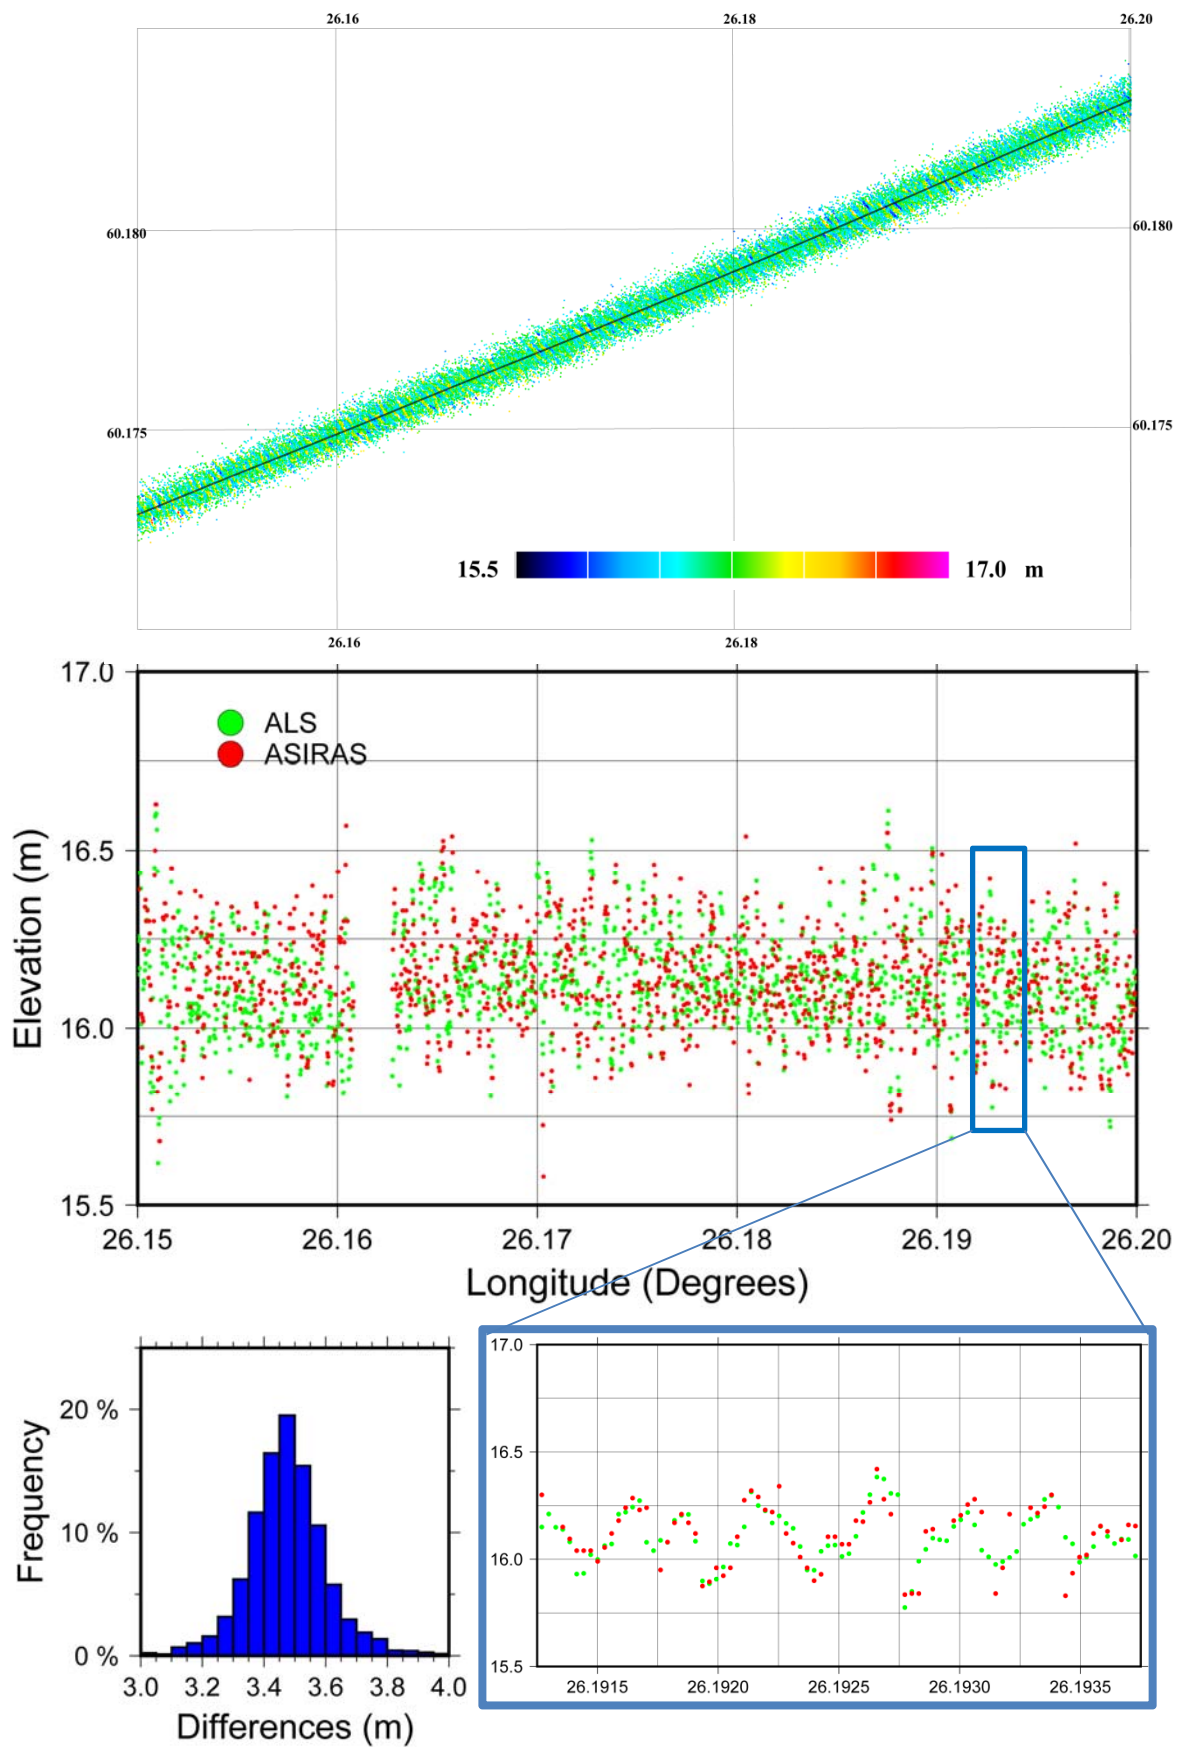 26.16 26.18 26.20
60.180 60.180
60.175 60.175
15.5 17.0 m
26.16 26.18
17.0
ALS
ASIRAS
16.5
Elevation (m)
16.0
15.5
26.15 26.16 26.17 26.18 26.19 26.20
Longitude (Degrees)
20 %
Frequency
10 %
0 %
3.0 3.2 3.4 3.6 3.8 4.0
Differences (m)
17.0
16.5
16.0
15.5
26.1915 26.1920 26.1925 26.1930 26.1935